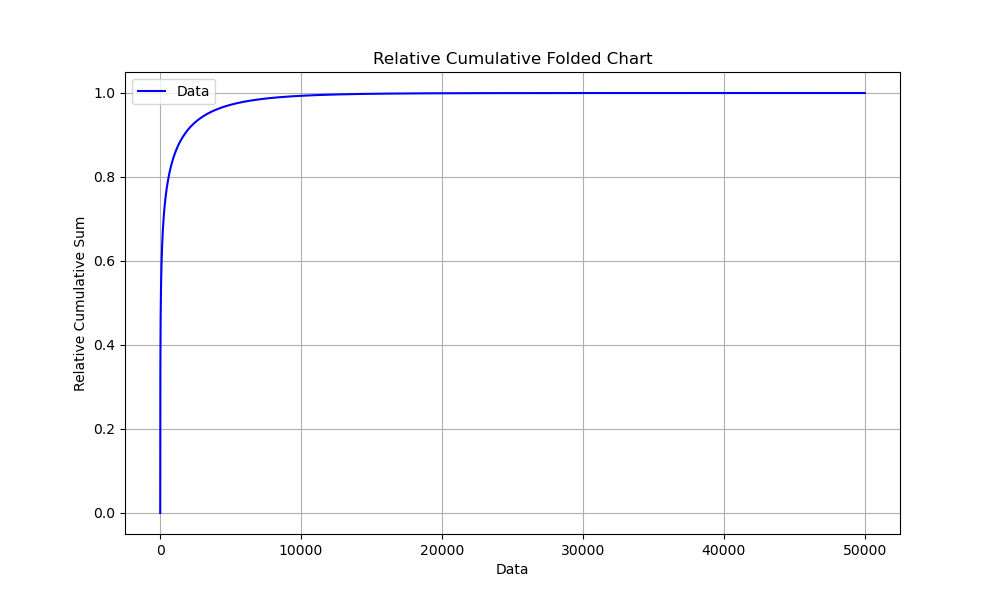 Relative Cumulative Folded Chart
Data
1.0
0.8
0.6
0.4
0.2
0.0
Relative Cumulative Sum
0 10000 20000 30000 40000 50000
Data